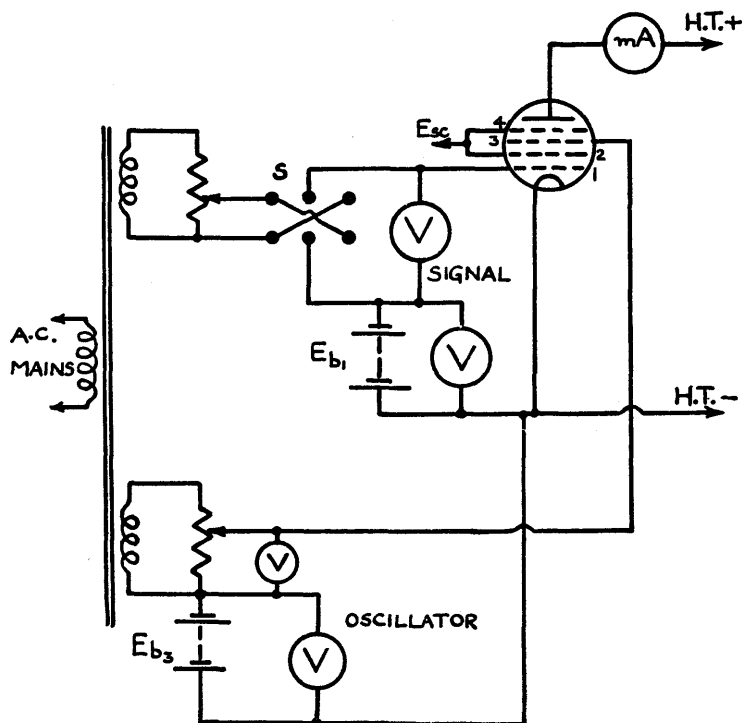 H.T.+
mA
Esc
4
3
2
1
S
V
SIGNAL
A.C.
MAINS
Eb1
V
H.T.-
V
OSCILLATOR
Eb3
V